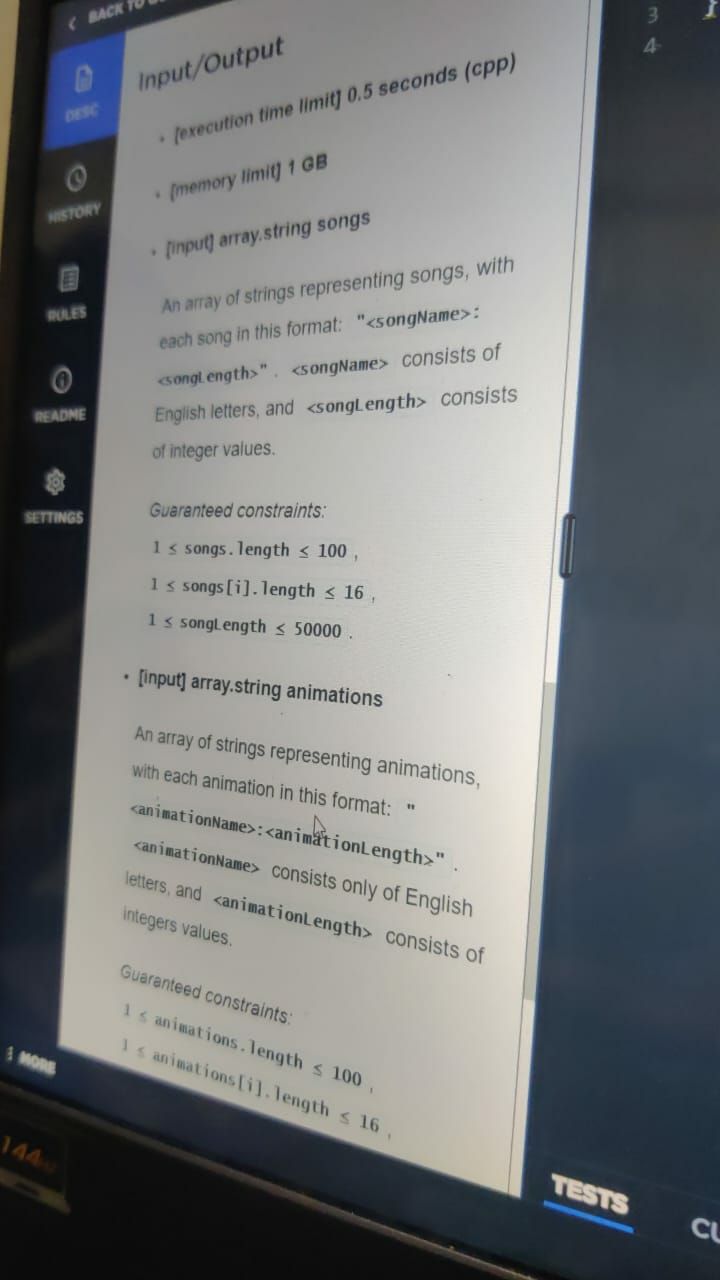 BACK TO
DESC
HISTORY
RULES
README
SETTINGS
MORE
144
Input/Output
• [execution time limit] 0.5 seconds (cpp)
• [memory limit] 1 GB
• [input] array.string songs
An array of strings representing songs, with
each song in this format: "<songName>:
<songLength>" . <songName> consists of
English letters, and <songLength> consists
of integer values.
Guaranteed constraints:
1 ≤ songs.length ≤ 100 ,
1 ≤ songs[i].length ≤ 16 ,
1 ≤ songLength ≤ 50000 .
• [input] array.string animations
An array of strings representing animations,
with each animation in this format: "
<animationName>:<animationLength>" .
<animationName> consists only of English
letters, and <animationLength> consists of
integers values.
Guaranteed constraints:
1 ≤ animations.length ≤ 100 ,
1 ≤ animations[i].length ≤ 16 ,
3
4
TESTS